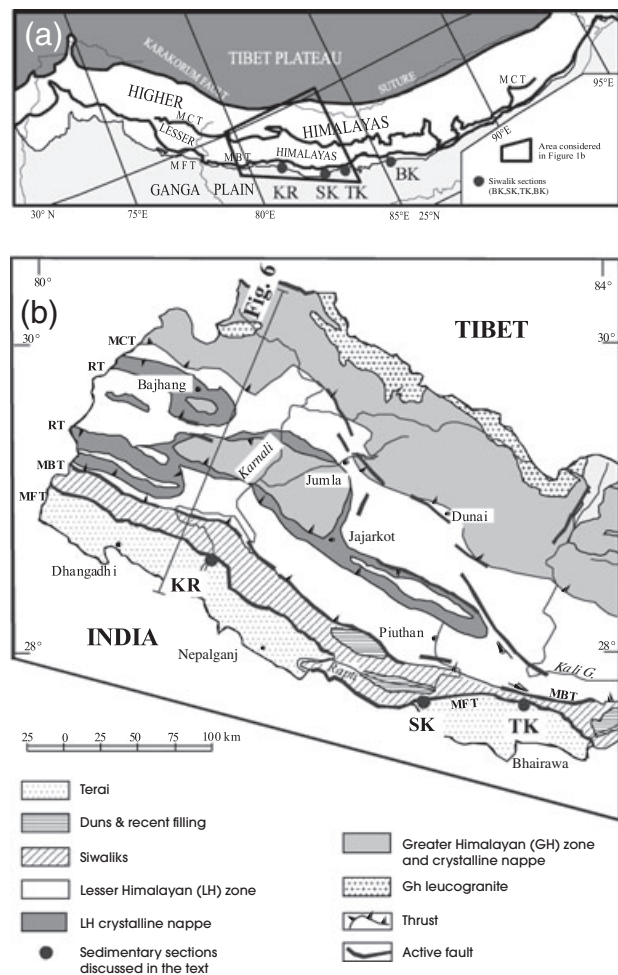 (a)
TIBET PLATEAU
KARAKORUM FAULT
SUTURE
M C T
95°E
HIGHER
M C T
LESSER
HIMALAYAS
90°E
M F T
M B T
HIMALAYAS
GANGA PLAIN
KR
SK
TK
BK
Area considered
in Figure 1b
Siwalik sections
(BK,SK,TK,BK)
30° N
75°E
80°E
85°E
25°N
80°
84°
(b)
Fig. 6
TIBET
30°
30°
MCT
RT
Bajhang
RT
Karnali
MBT
Jumla
MFT
Dunai
Jajarkot
Dhangadhi
KR
INDIA
Piuthan
28°
Nepalganj
28°
Kali G.
Rapti
MBT
MFT
SK
TK
Bhairawa
25 0 25 50 75 100 km
Terai
Duns & recent filling
Siwaliks
Lesser Himalayan (LH) zone
LH crystalline nappe
Sedimentary sections
discussed in the text
Greater Himalayan (GH) zone
and crystalline nappe
Gh leucogranite
Thrust
Active fault